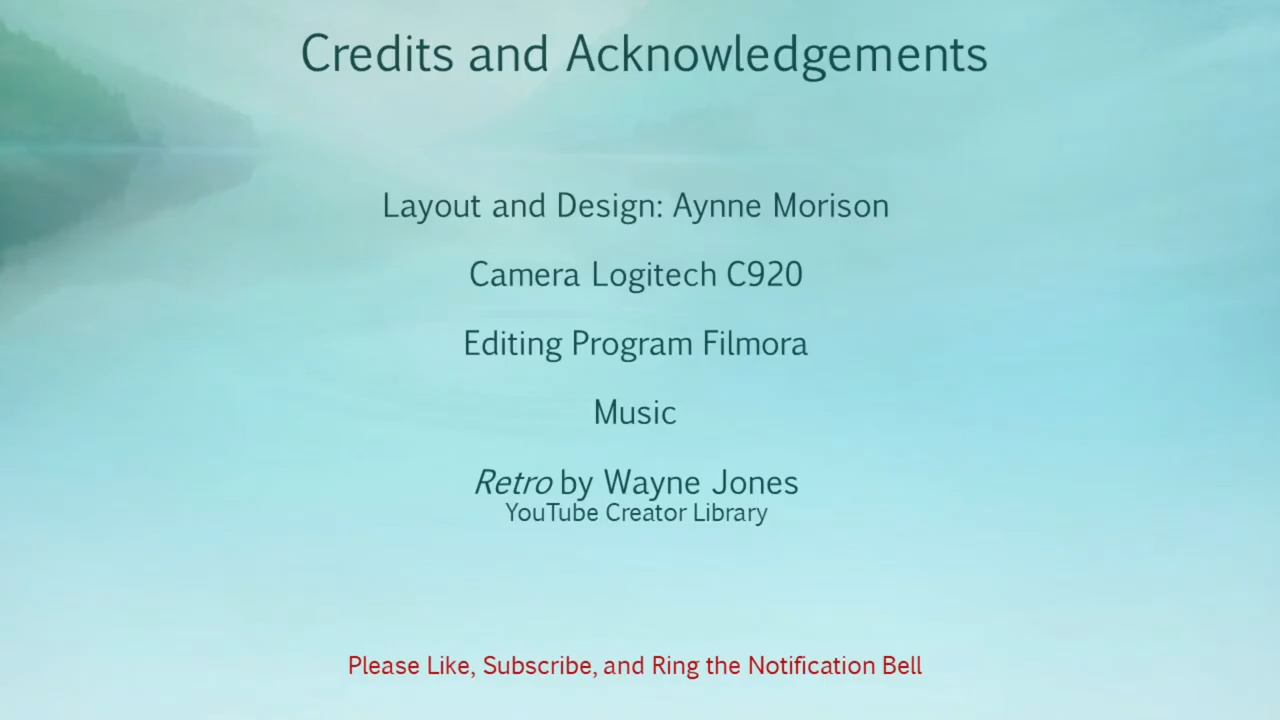 Credits and Acknowledgements
Layout and Design: Aynne Morison
Camera Logitech C920
Editing Program Filmora
Music
Retro by Wayne Jones
YouTube Creator Library
Please Like, Subscribe, and Ring the Notification Bell